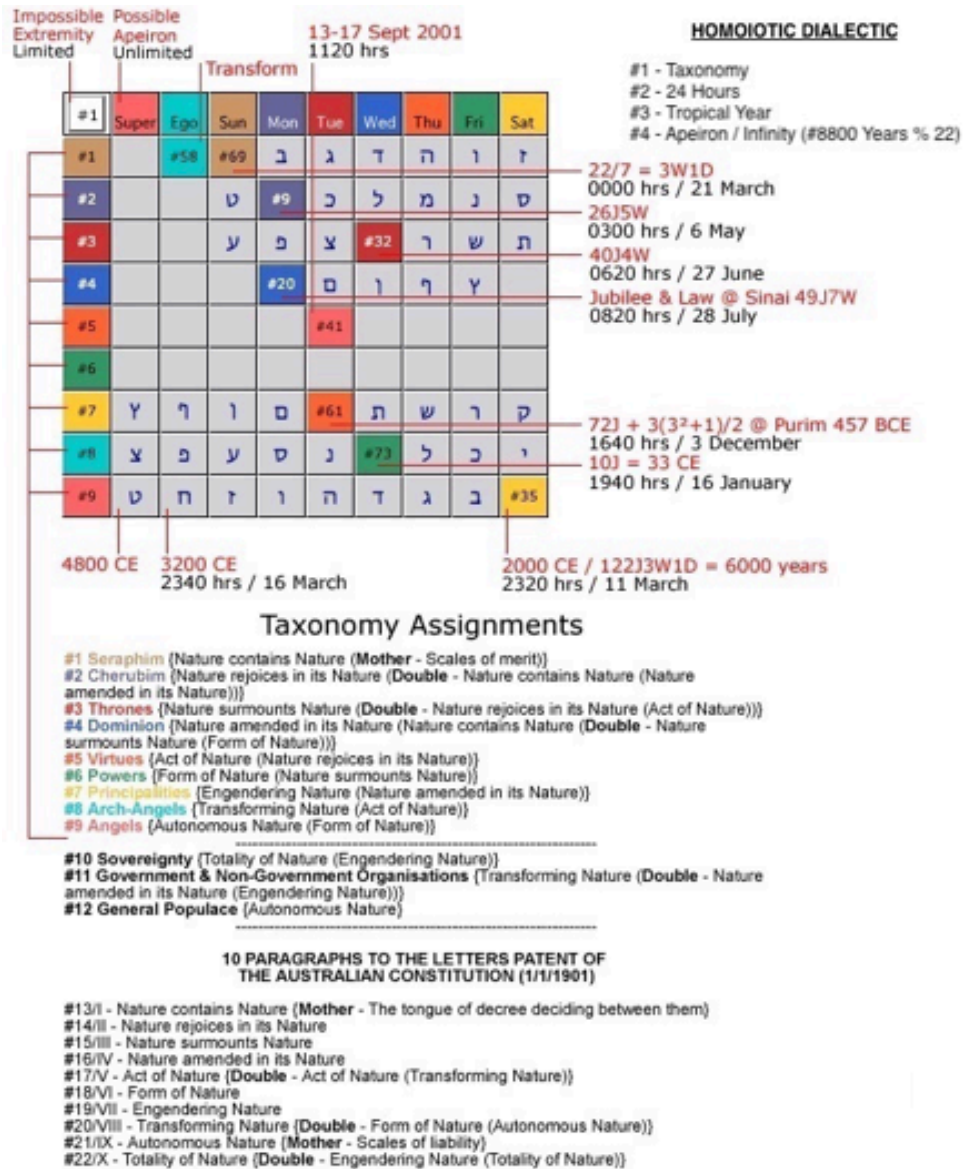 Impossible Possible
Extremity Apeiron
Limited Unlimited
Transform
13-17 Sept 2001
1120 hrs
HOMOIOTIC DIALECTIC
#1 - Taxonomy
#2 - 24 Hours
#3 - Tropical Year
#4 - Apeiron / Infinity (#8800 Years % 22)
#1 Super Ego Sun Mon Tue Wed Thu Fri Sat
#1 #58 #69 ב ג ד ה ו ז
#2 ט #9 כ ל מ נ ס
#3 ע פ צ #32 ר ש ת
#4 #20 ם ן ף ץ
#5 #41
#6
#7 ץ ף ן ם #61 ת ש ר ק
#8 צ פ ע ס נ #73 ל כ י
#9 ט ח ז ו ה ד ג ב #35
22/7 = 3W1D
0000 hrs / 21 March
26J5W
0300 hrs / 6 May
40J4W
0620 hrs / 27 June
Jubilee & Law @ Sinai 49J7W
0820 hrs / 28 July
72J + 3(3²+1)/2 @ Purim 457 BCE
1640 hrs / 3 December
10J = 33 CE
1940 hrs / 16 January
4800 CE
3200 CE
2340 hrs / 16 March
2000 CE / 122J3W1D = 6000 years
2320 hrs / 11 March
Taxonomy Assignments
#1 Seraphim {Nature contains Nature (Mother - Scales of merit)}
#2 Cherubim {Nature rejoices in its Nature (Double - Nature contains Nature (Nature
amended in its Nature))}
#3 Thrones {Nature surmounts Nature (Double - Nature rejoices in its Nature (Act of Nature))}
#4 Dominion {Nature amended in its Nature (Nature contains Nature (Double - Nature
surmounts Nature (Form of Nature))}
#5 Virtues {Act of Nature (Nature rejoices in its Nature)}
#6 Powers {Form of Nature (Nature surmounts Nature)}
#7 Principalities {Engendering Nature (Nature amended in its Nature)}
#8 Arch-Angels {Transforming Nature (Act of Nature)}
#9 Angels {Autonomous Nature (Form of Nature)}
#10 Sovereignty {Totality of Nature (Engendering Nature)}
#11 Government & Non-Government Organisations {Transforming Nature (Double - Nature
amended in its Nature (Engendering Nature))}
#12 General Populace {Autonomous Nature}
10 PARAGRAPHS TO THE LETTERS PATENT OF
THE AUSTRALIAN CONSTITUTION (1/1/1901)
#13/I - Nature contains Nature {Mother - The tongue of decree deciding between them}
#14/II - Nature rejoices in its Nature
#15/III - Nature surmounts Nature
#16/IV - Nature amended in its Nature
#17/V - Act of Nature {Double - Act of Nature (Transforming Nature)}
#18/VI - Form of Nature
#19/VII - Engendering Nature
#20/VIII - Transforming Nature {Double - Form of Nature (Autonomous Nature)}
#21/IX - Autonomous Nature {Mother - Scales of liability}
#22/X - Totality of Nature {Double - Engendering Nature (Totality of Nature)}